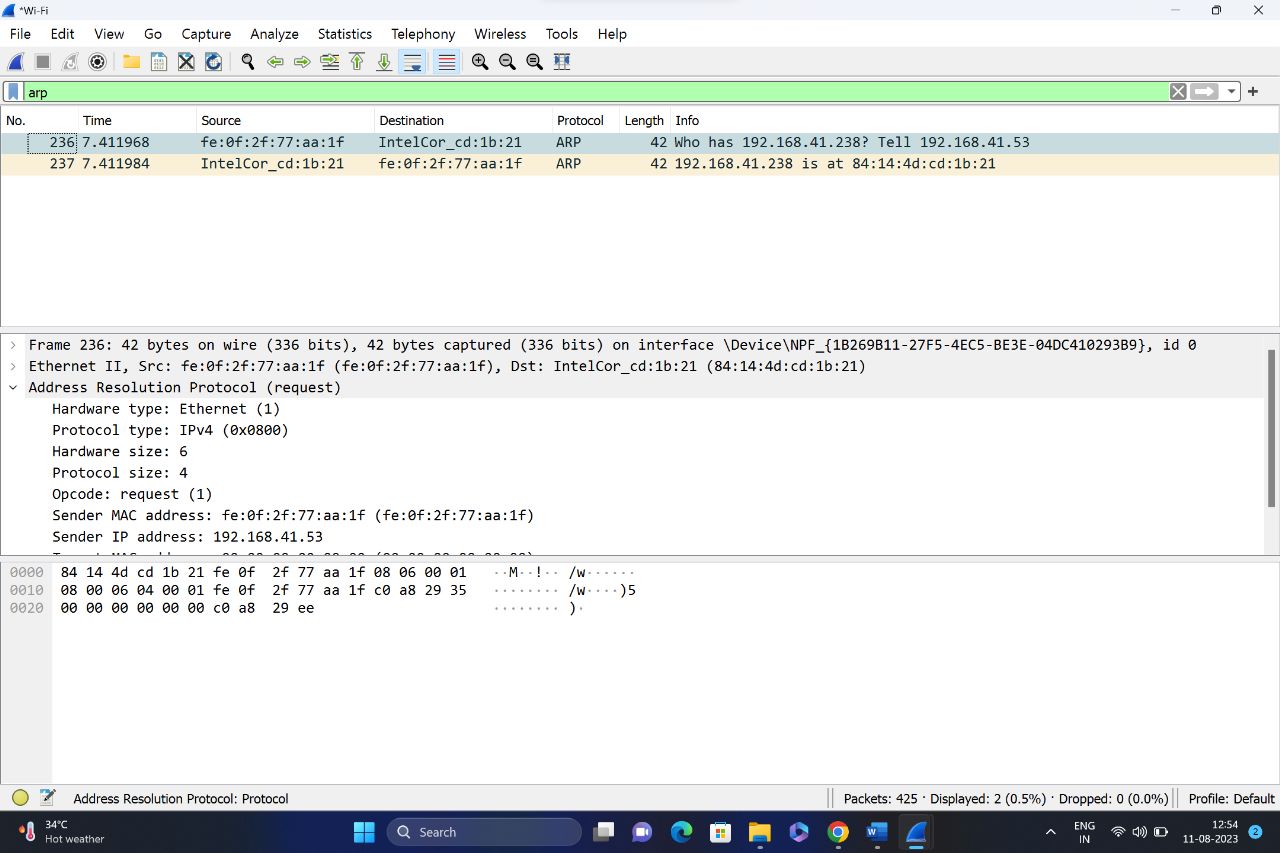 *Wi-Fi
File Edit View Go Capture Analyze Statistics Telephony Wireless Tools Help
arp
No. Time Source Destination Protocol Length Info
236 7.411968 fe:0f:2f:77:aa:1f IntelCor_cd:1b:21 ARP 42 Who has 192.168.41.238? Tell 192.168.41.53
237 7.411984 IntelCor_cd:1b:21 fe:0f:2f:77:aa:1f ARP 42 192.168.41.238 is at 84:14:4d:cd:1b:21
Frame 236: 42 bytes on wire (336 bits), 42 bytes captured (336 bits) on interface \Device\NPF_{1B269B11-27F5-4EC5-BE3E-04DC410293B9}, id 0
Ethernet II, Src: fe:0f:2f:77:aa:1f (fe:0f:2f:77:aa:1f), Dst: IntelCor_cd:1b:21 (84:14:4d:cd:1b:21)
Address Resolution Protocol (request)
Hardware type: Ethernet (1)
Protocol type: IPv4 (0x0800)
Hardware size: 6
Protocol size: 4
Opcode: request (1)
Sender MAC address: fe:0f:2f:77:aa:1f (fe:0f:2f:77:aa:1f)
Sender IP address: 192.168.41.53
0000 84 14 4d cd 1b 21 fe 0f 2f 77 aa 1f 08 06 00 01 ··M··!·· /w······
0010 08 00 06 04 00 01 fe 0f 2f 77 aa 1f c0 a8 29 35 ········ /w····)5
0020 00 00 00 00 00 00 c0 a8 29 ee ········ )·
Address Resolution Protocol: Protocol Packets: 425 · Displayed: 2 (0.5%) · Dropped: 0 (0.0%) Profile: Default
34°C
Hot weather
Search
ENG
IN
12:54
11-08-2023
2